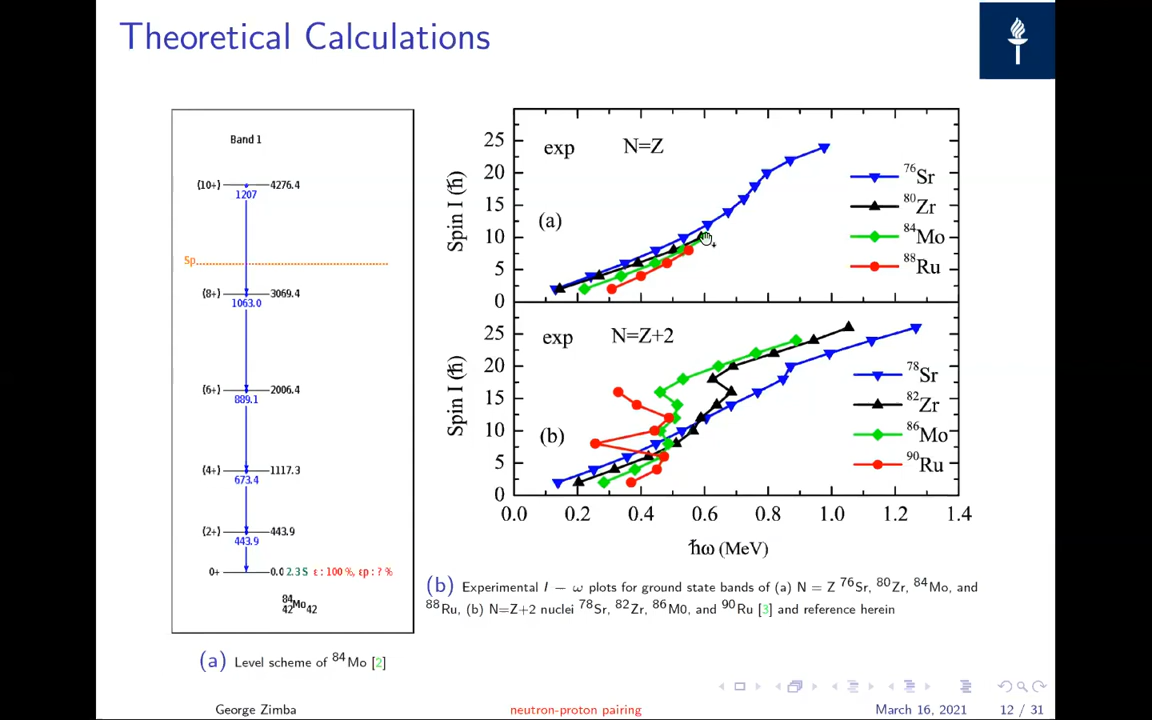 Theoretical Calculations
Band 1
(10+) 4276.4
1207
Sp
(8+) 3069.4
1063.0
(6+) 2006.4
889.1
(4+) 1117.3
673.4
(2+) 443.9
443.9
0+ 0.0 2.3 S ε : 100 %, εp : ? %
84
42Mo42
(a) Level scheme of 84Mo [2]
Spin I (ħ)
25
20
15
10
5
0
exp N=Z
(a)
76Sr
80Zr
84Mo
88Ru
Spin I (ħ)
25
20
15
10
5
0
exp N=Z+2
(b)
78Sr
82Zr
86Mo
90Ru
0.0 0.2 0.4 0.6 0.8 1.0 1.2 1.4
ħω (MeV)
(b) Experimental I − ω plots for ground state bands of (a) N = Z 76Sr, 80Zr, 84Mo, and
88Ru, (b) N=Z+2 nuclei 78Sr, 82Zr, 86M0, and 90Ru [3] and reference herein
George Zimba neutron-proton pairing March 16, 2021 12 / 31